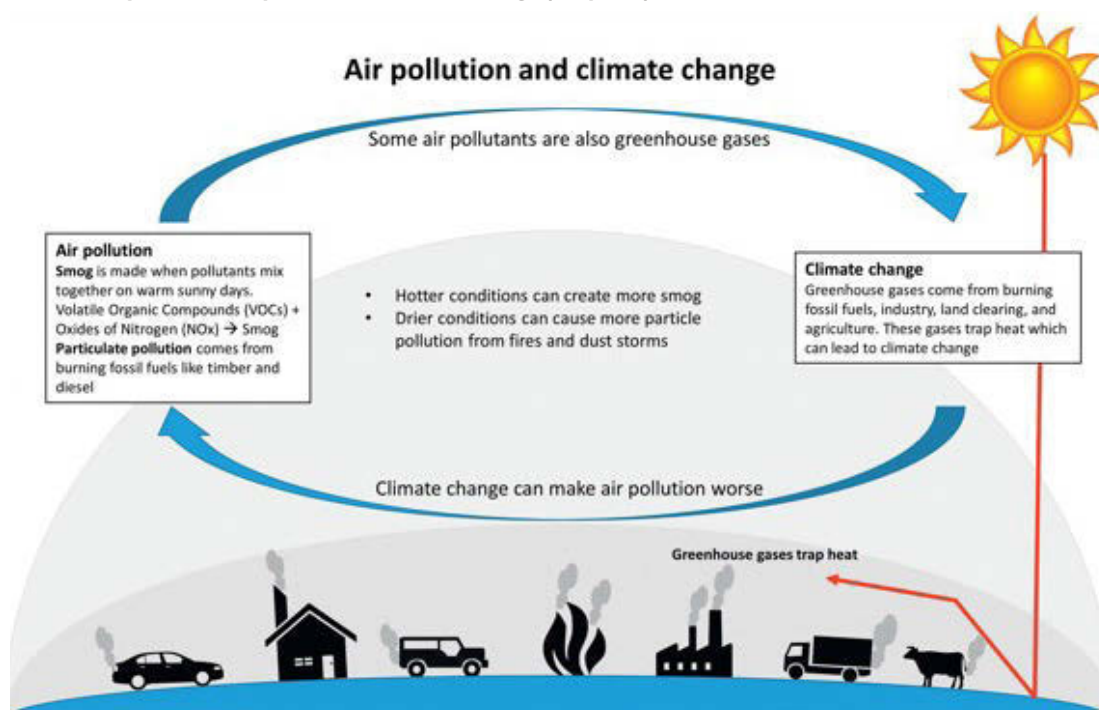 Air pollution and climate change
Some air pollutants are also greenhouse gases
Air pollution
Smog is made when pollutants mix
together on warm sunny days.
Volatile Organic Compounds (VOCs) +
Oxides of Nitrogen (NOx) → Smog
Particulate pollution comes from
burning fossil fuels like timber and
diesel
• Hotter conditions can create more smog
• Drier conditions can cause more particle
pollution from fires and dust storms
Climate change
Greenhouse gases come from burning
fossil fuels, industry, land clearing, and
agriculture. These gases trap heat which
can lead to climate change
Climate change can make air pollution worse
Greenhouse gases trap heat